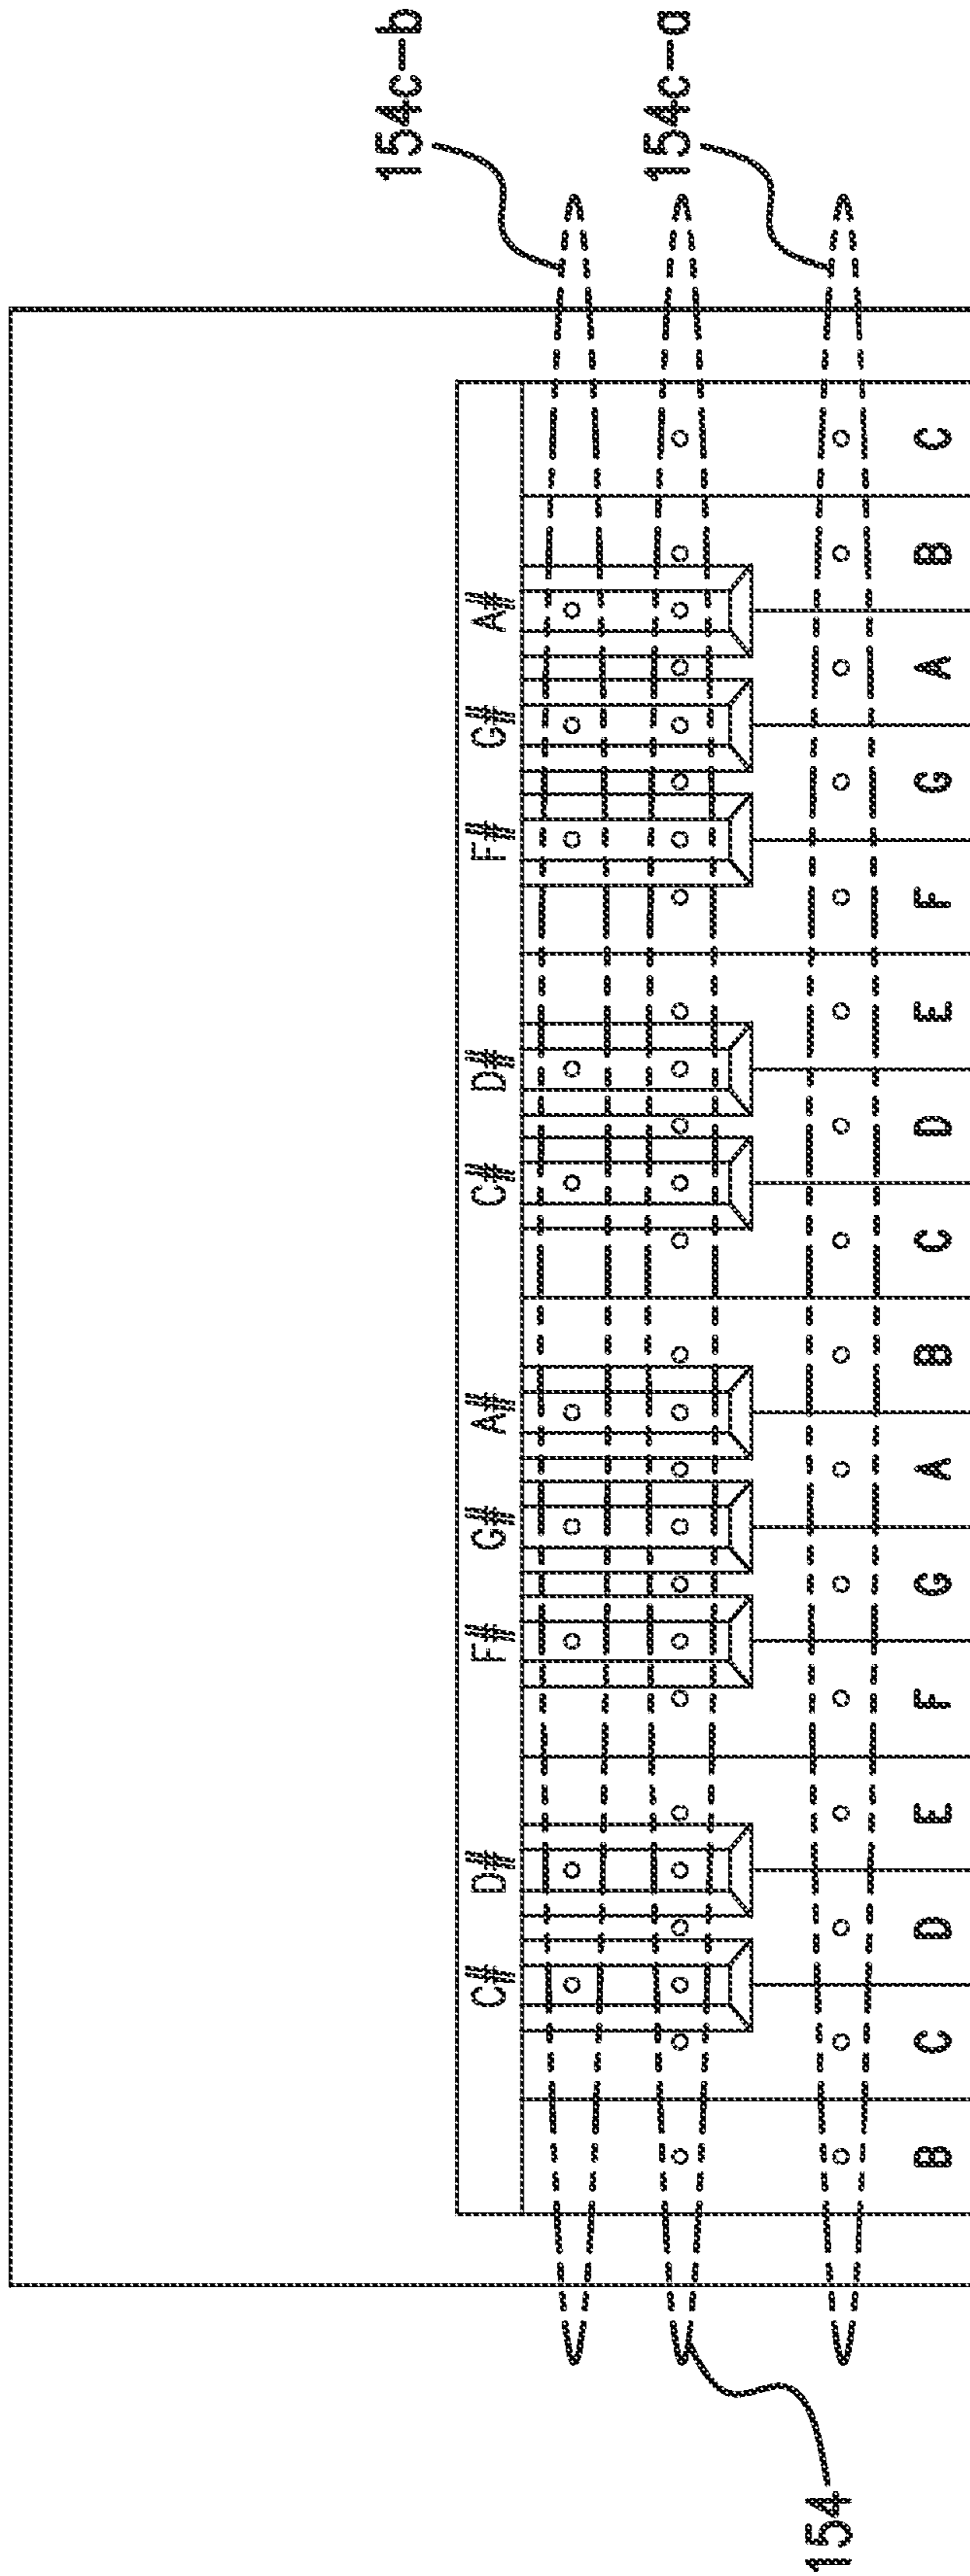 154c-b
C# D# F# G# A# C# D# F# G# A#
154c-a
154
B C D E F G A B C D E F G A B C